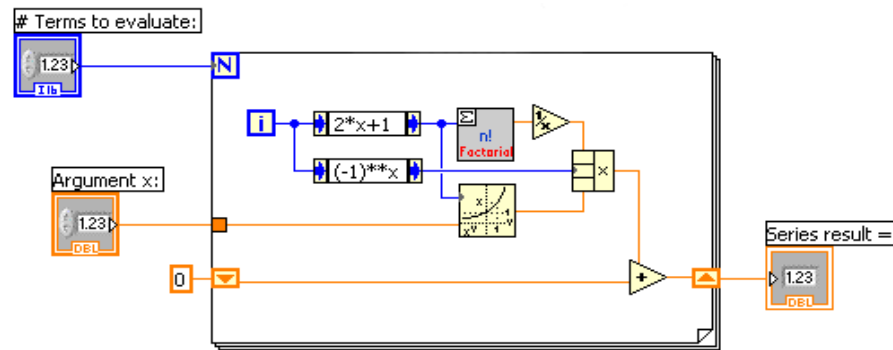 # Terms to evaluate:
1.23
I16
N
i
2*x+1
Σ
n!
Factorial
1/x
(-1)**x
x
Argument x:
1.23
DBL
x
x^y
Series result =
0
+
1.23
DBL